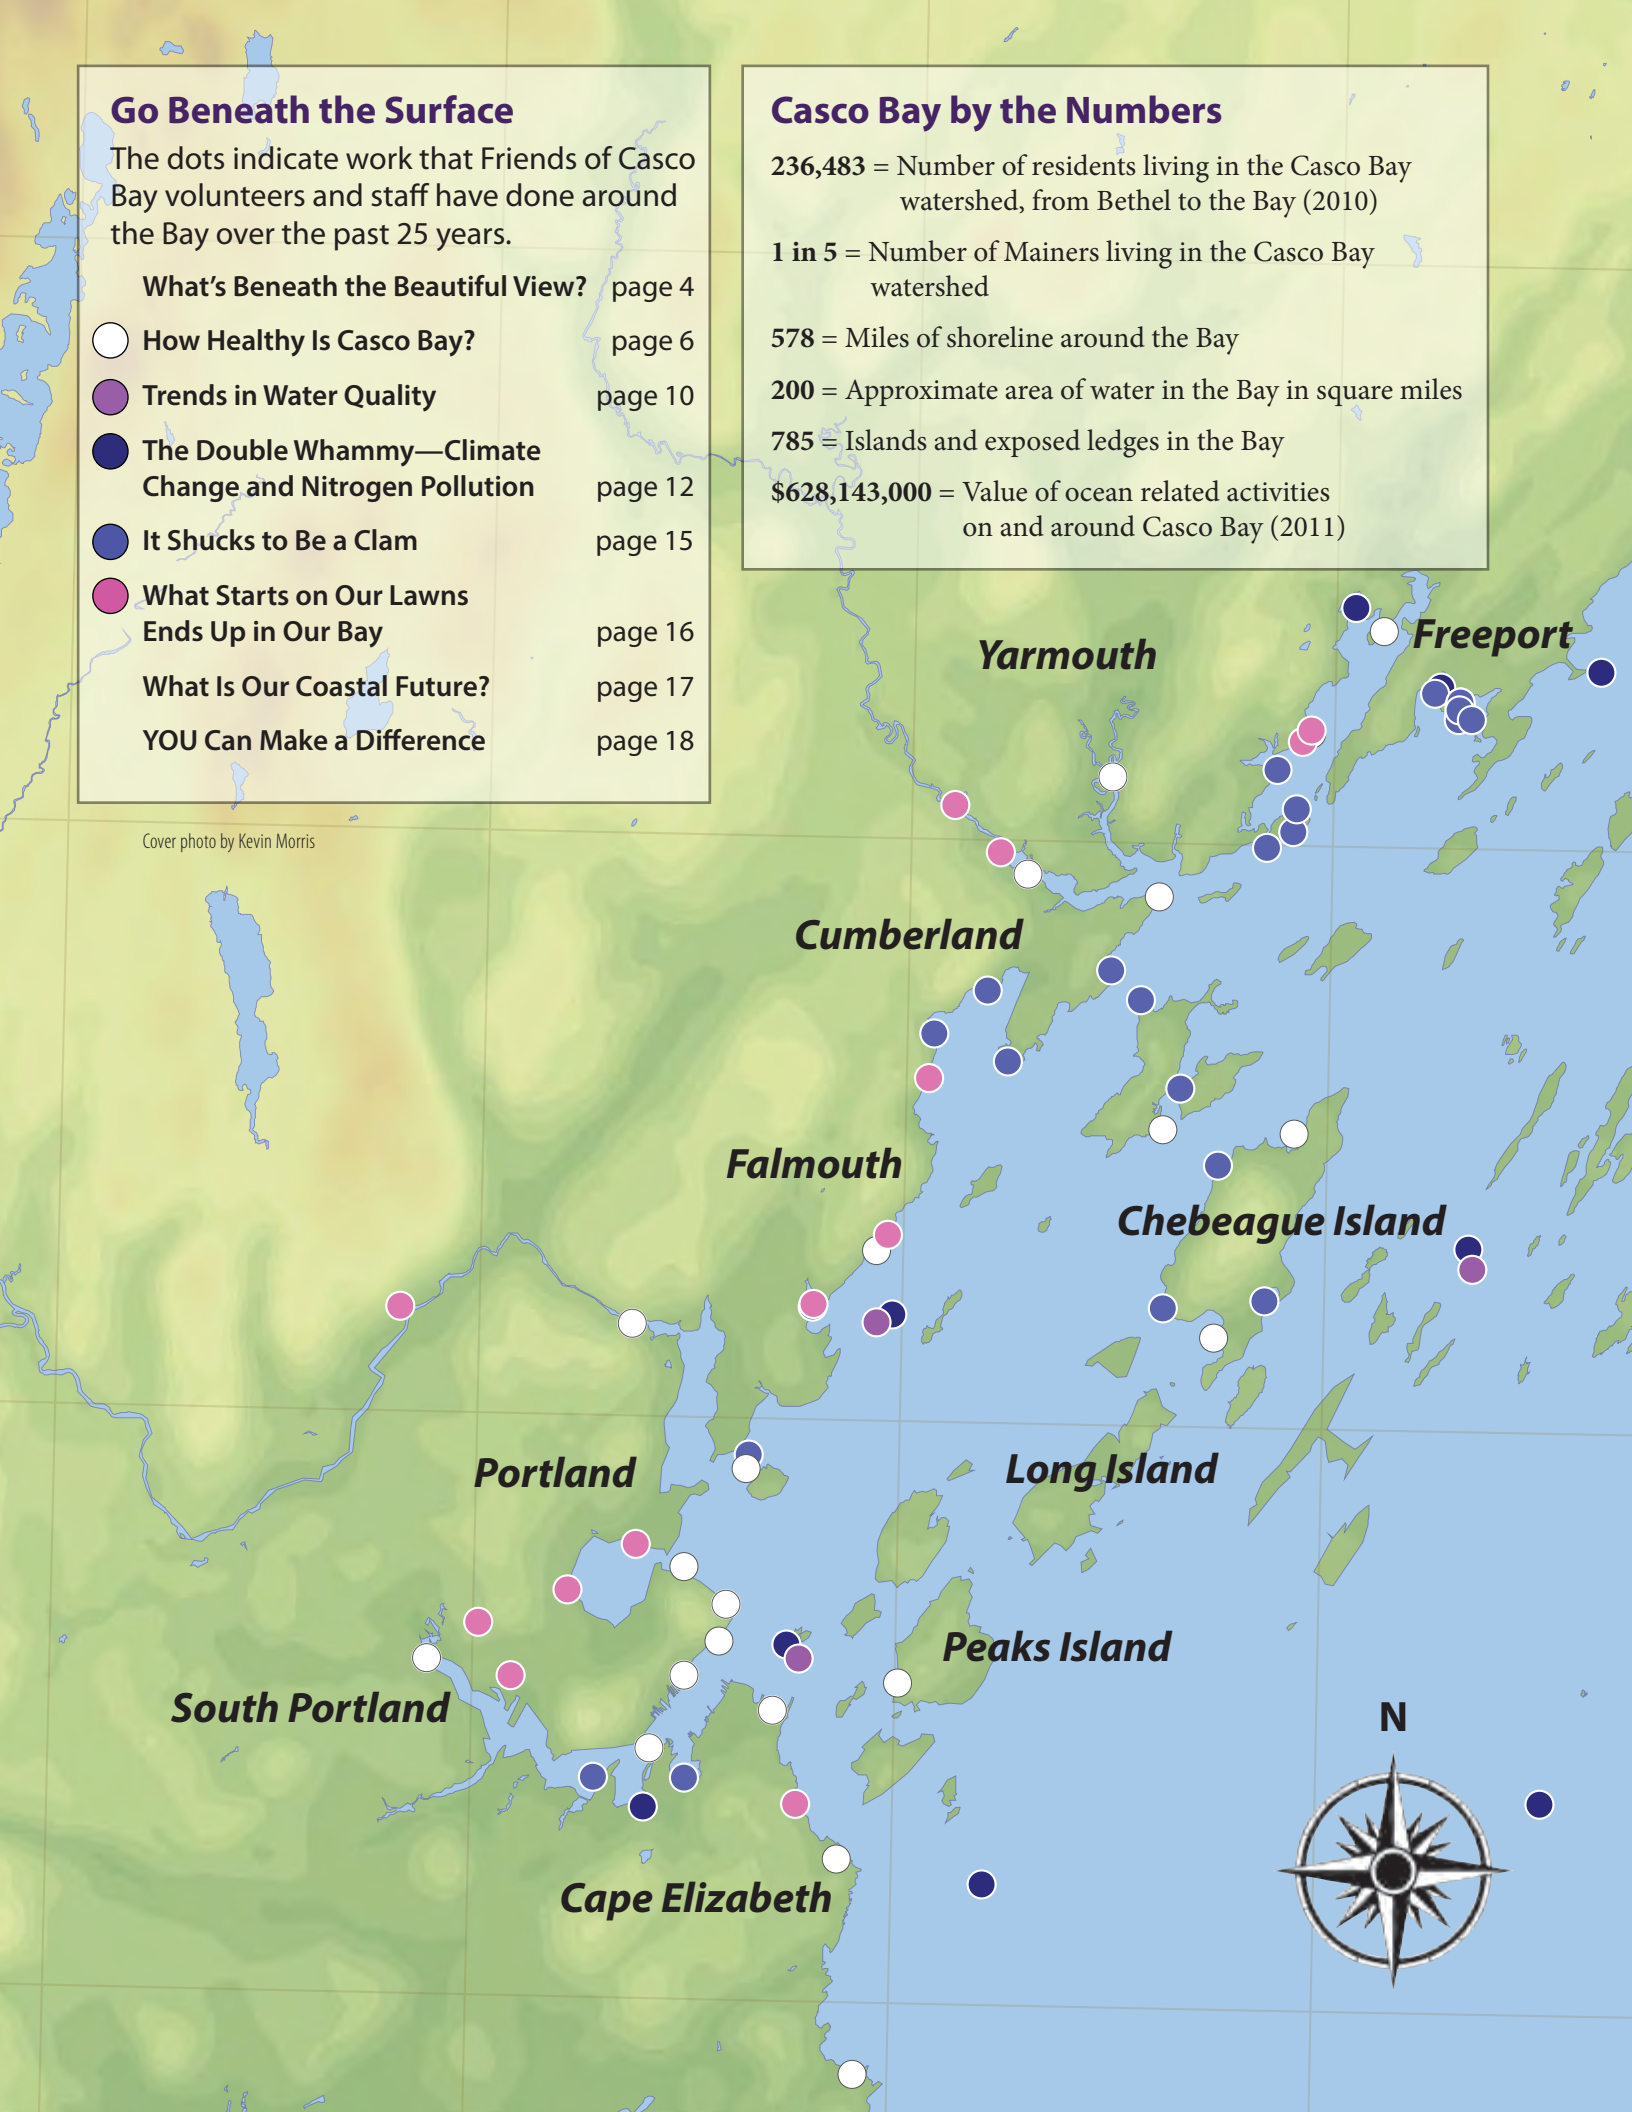 Go Beneath the Surface
The dots indicate work that Friends of Casco
Bay volunteers and staff have done around
the Bay over the past 25 years.
What's Beneath the Beautiful View? page 4
How Healthy Is Casco Bay? page 6
Trends in Water Quality page 10
The Double Whammy—Climate
Change and Nitrogen Pollution page 12
It Shucks to Be a Clam page 15
What Starts on Our Lawns
Ends Up in Our Bay page 16
What Is Our Coastal Future? page 17
YOU Can Make a Difference page 18
Cover photo by Kevin Morris
Casco Bay by the Numbers
236,483 = Number of residents living in the Casco Bay
watershed, from Bethel to the Bay (2010)
1 in 5 = Number of Mainers living in the Casco Bay
watershed
578 = Miles of shoreline around the Bay
200 = Approximate area of water in the Bay in square miles
785 = Islands and exposed ledges in the Bay
$628,143,000 = Value of ocean related activities
on and around Casco Bay (2011)
Freeport
Yarmouth
Cumberland
Falmouth
Chebeague Island
Long Island
Portland
Peaks Island
South Portland
N
Cape Elizabeth